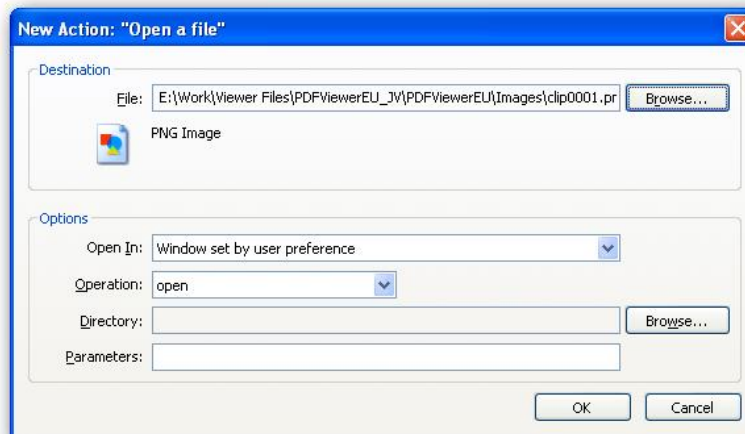 New Action: "Open a file"
Destination
File: E:\Work\Viewer Files\PDFViewerEU_JV\PDFViewerEU\Images\clip0001.pr Browse...
PNG Image
Options
Open In: Window set by user preference
Operation: open
Directory: Browse...
Parameters:
OK Cancel